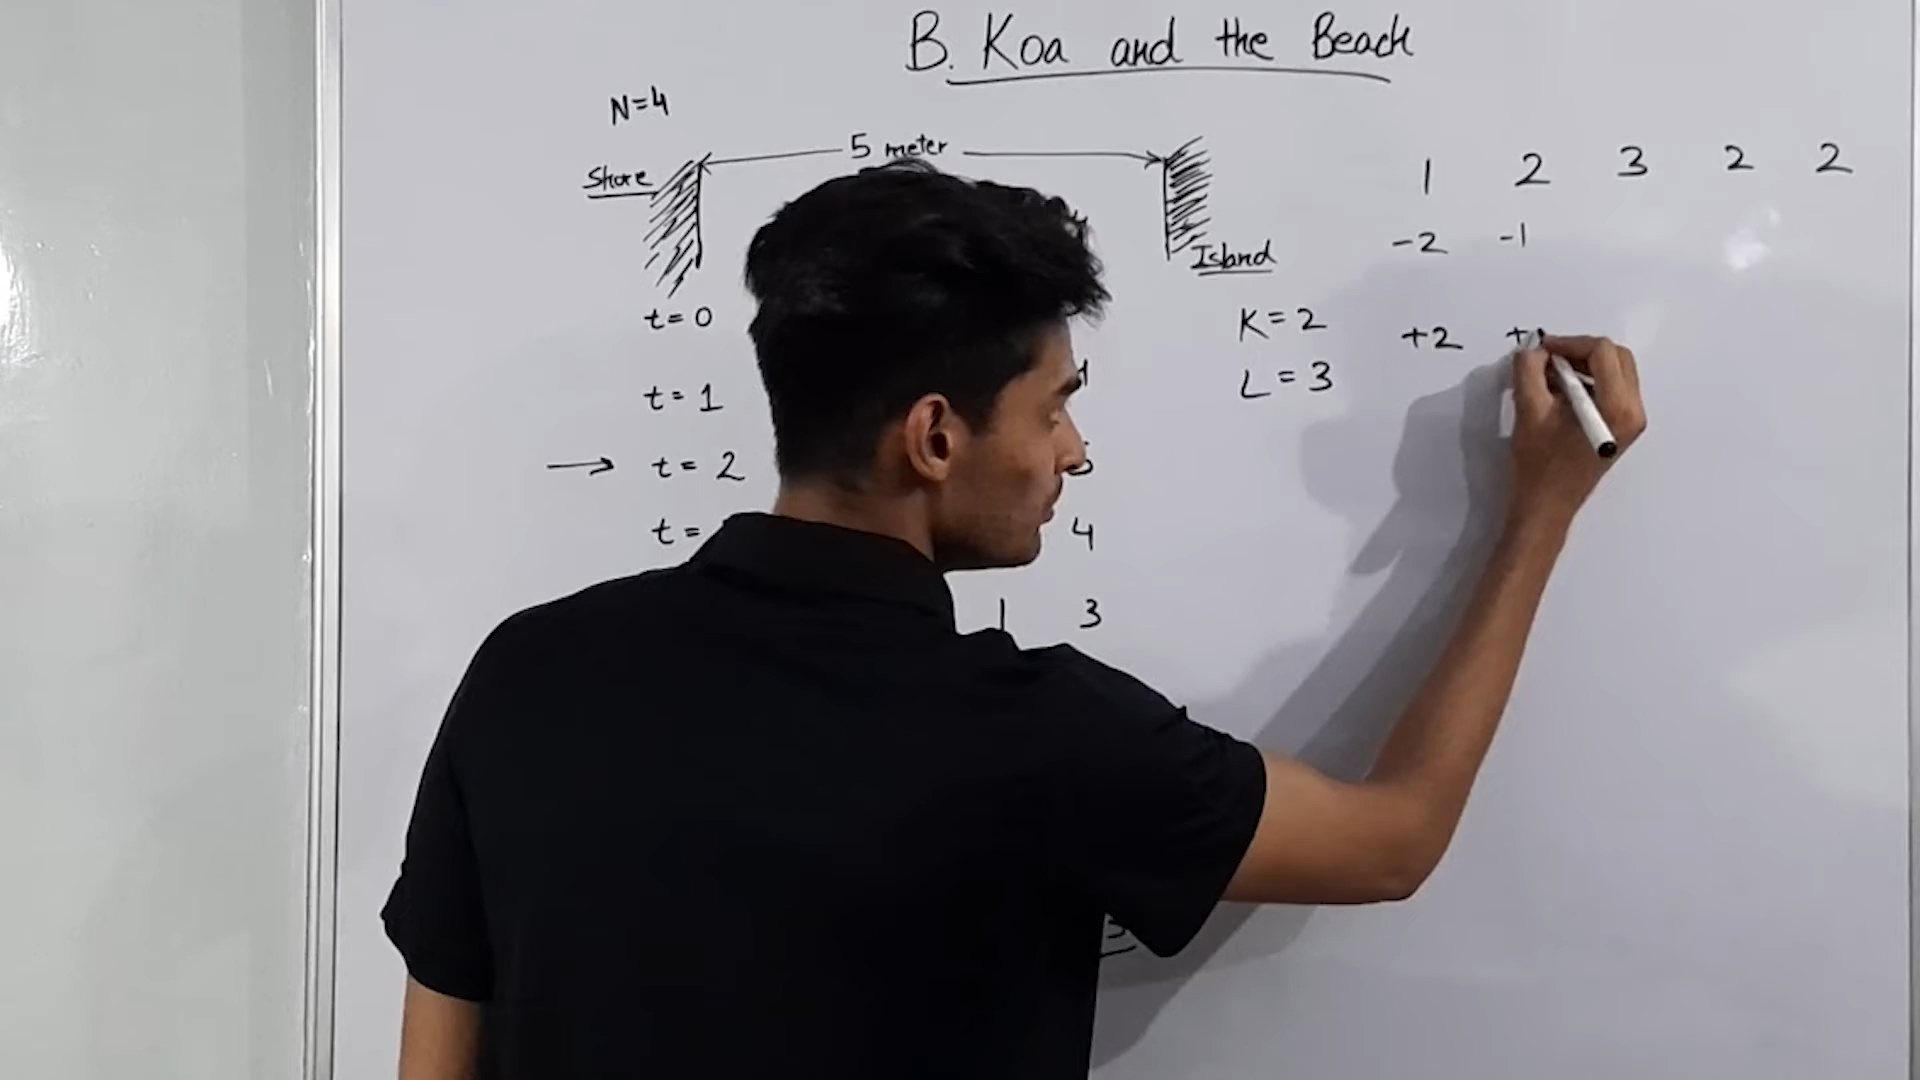 B. Koa and the Beach
N=4
5 meter
Shore
1 2 3 2 2
-2 -1
Island
t=0
K=2 +2
t=1
L=3
→ t=2
t= 4
1 3